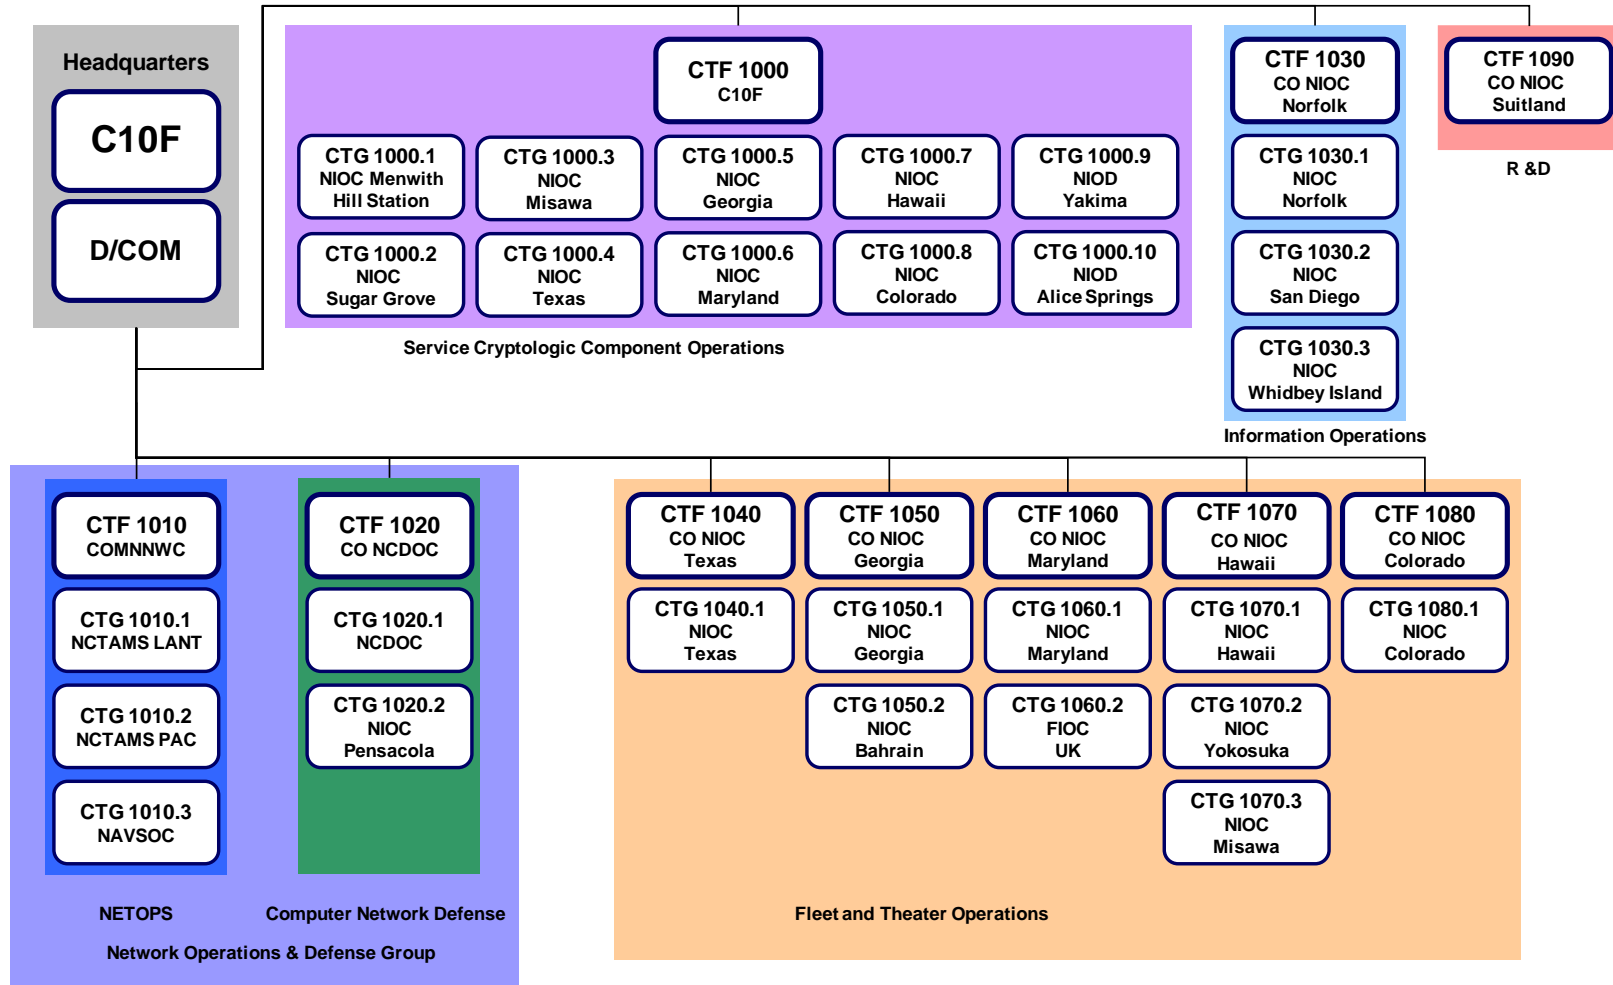 Headquarters
C10F
D/COM
CTF 1000
C10F
CTG 1000.1
NIOC Menwith
Hill Station
CTG 1000.3
NIOC
Misawa
CTG 1000.5
NIOC
Georgia
CTG 1000.7
NIOC
Hawaii
CTG 1000.9
NIOD
Yakima
CTG 1000.2
NIOC
Sugar Grove
CTG 1000.4
NIOC
Texas
CTG 1000.6
NIOC
Maryland
CTG 1000.8
NIOC
Colorado
CTG 1000.10
NIOD
Alice Springs
Service Cryptologic Component Operations
CTF 1030
CO NIOC
Norfolk
CTG 1030.1
NIOC
Norfolk
CTG 1030.2
NIOC
San Diego
CTG 1030.3
NIOC
Whidbey Island
Information Operations
CTF 1090
CO NIOC
Suitland
R &D
CTF 1010
COMNNWC
CTG 1010.1
NCTAMS LANT
CTG 1010.2
NCTAMS PAC
CTG 1010.3
NAVSOC
NETOPS
CTF 1020
CO NCDOC
CTG 1020.1
NCDOC
CTG 1020.2
NIOC
Pensacola
Computer Network Defense
Network Operations & Defense Group
CTF 1040
CO NIOC
Texas
CTG 1040.1
NIOC
Texas
CTF 1050
CO NIOC
Georgia
CTG 1050.1
NIOC
Georgia
CTG 1050.2
NIOC
Bahrain
CTF 1060
CO NIOC
Maryland
CTG 1060.1
NIOC
Maryland
CTG 1060.2
FIOC
UK
CTF 1070
CO NIOC
Hawaii
CTG 1070.1
NIOC
Hawaii
CTG 1070.2
NIOC
Yokosuka
CTG 1070.3
NIOC
Misawa
CTF 1080
CO NIOC
Colorado
CTG 1080.1
NIOC
Colorado
Fleet and Theater Operations